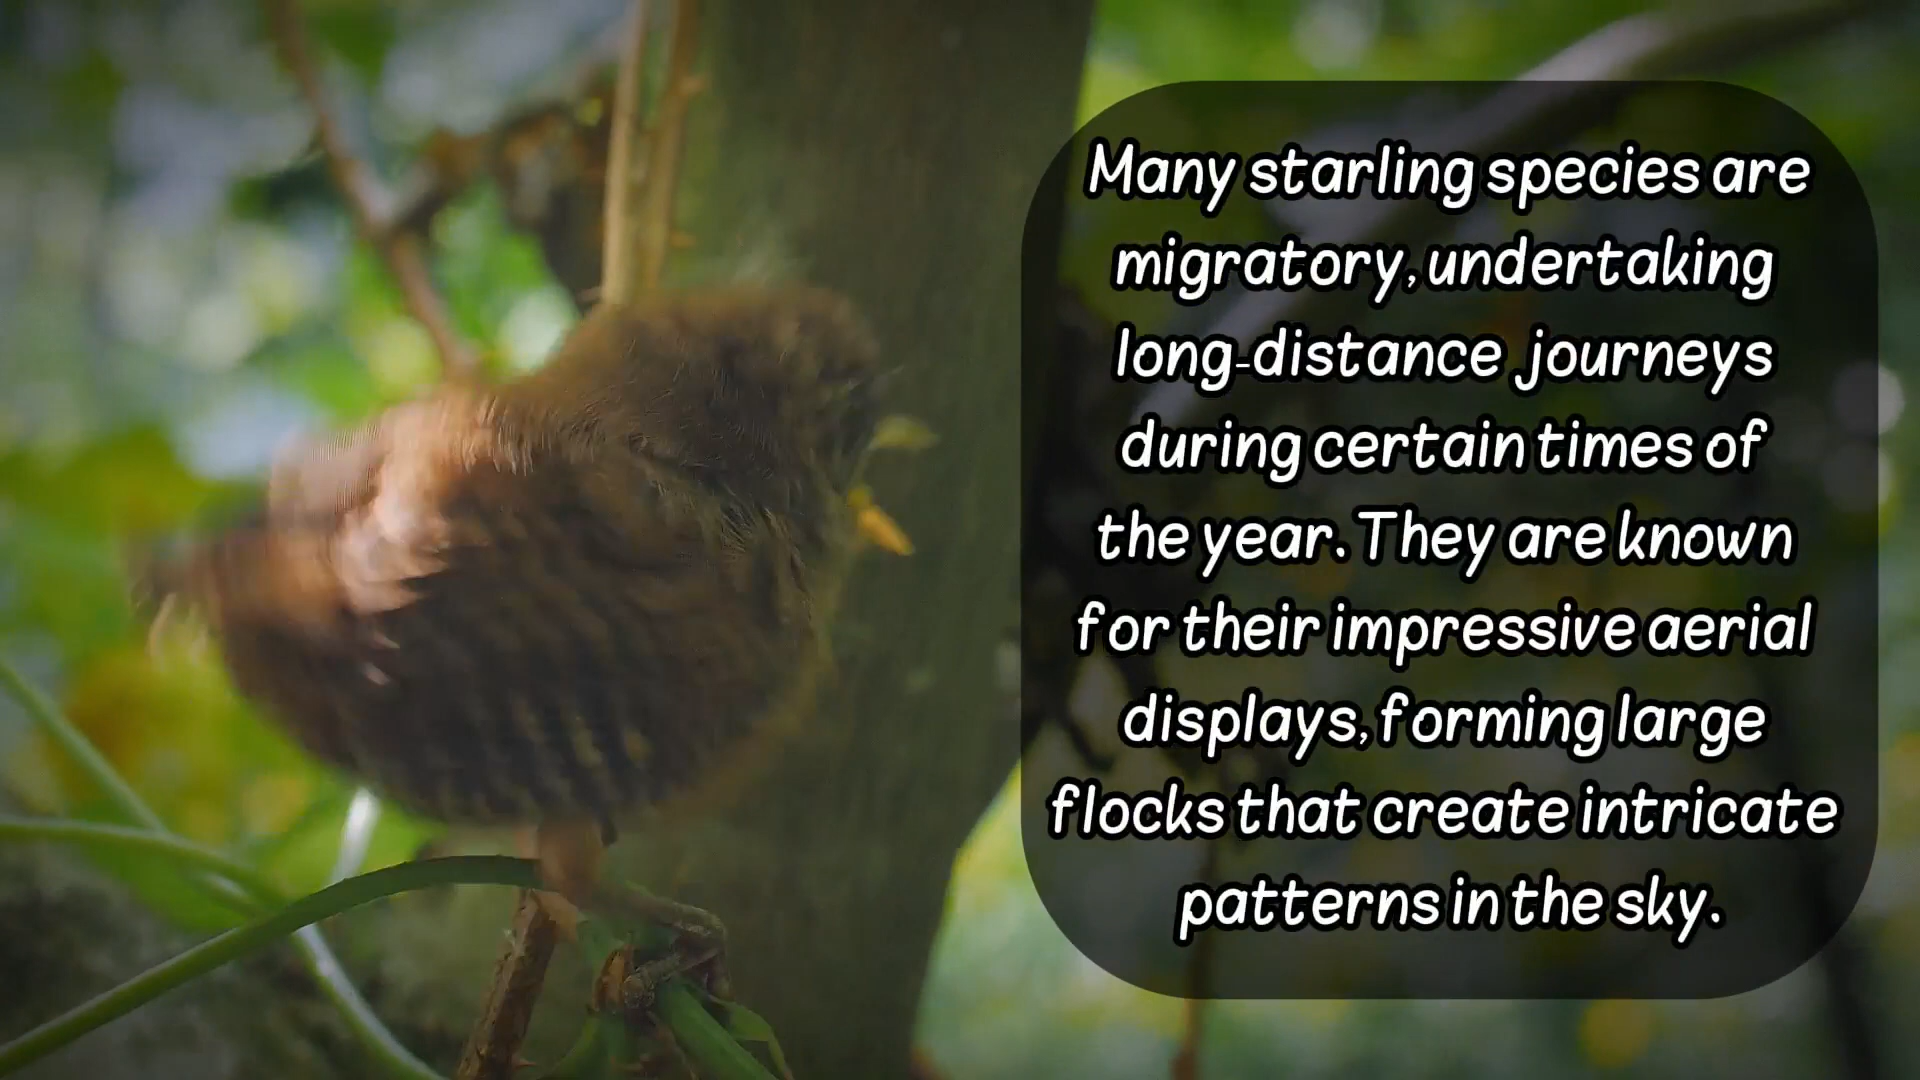 Many starling species are
migratory, undertaking
long-distance journeys
during certain times of
the year. They are known
for their impressive aerial
displays, forming large
flocks that create intricate
patterns in the sky.